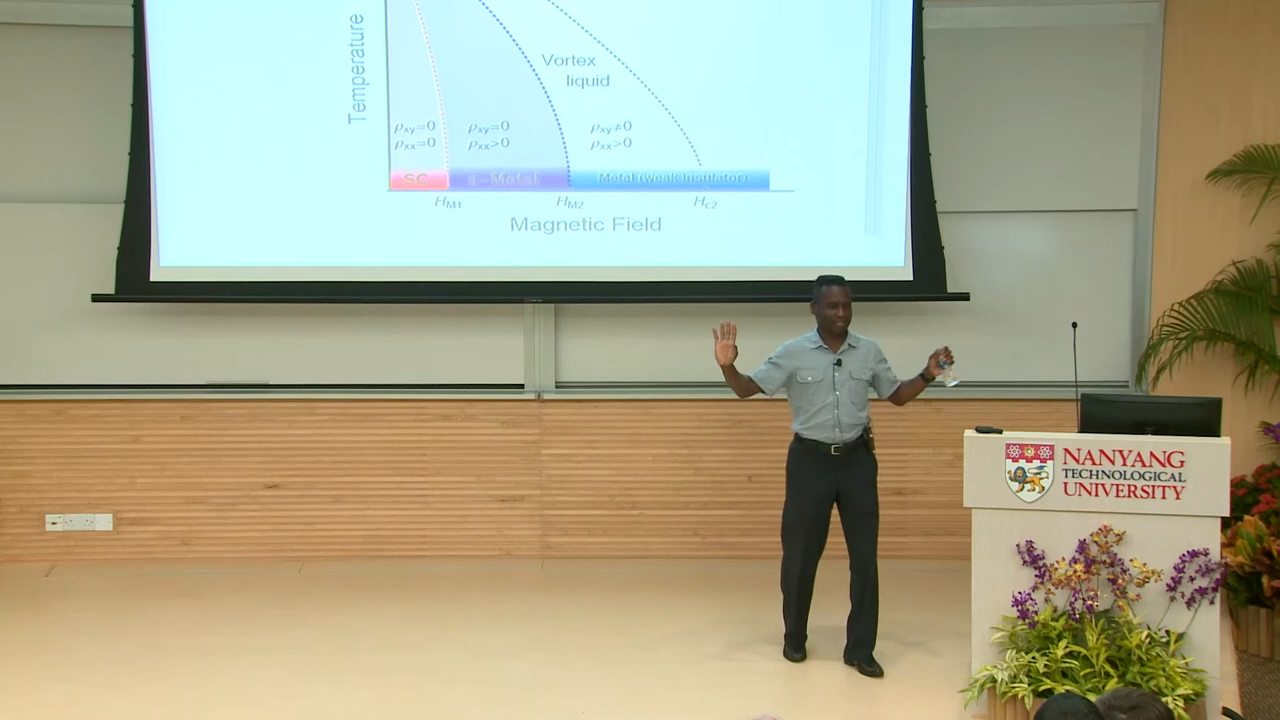 Temperature
Vortex
liquid
ρxy=0
ρxx=0
ρxy=0
ρxx>0
ρxy≠0
ρxx>0
SC
a-Metal
Metal (weak Insulator)
HM1
HM2
Hc2
Magnetic Field
NANYANG
TECHNOLOGICAL
UNIVERSITY